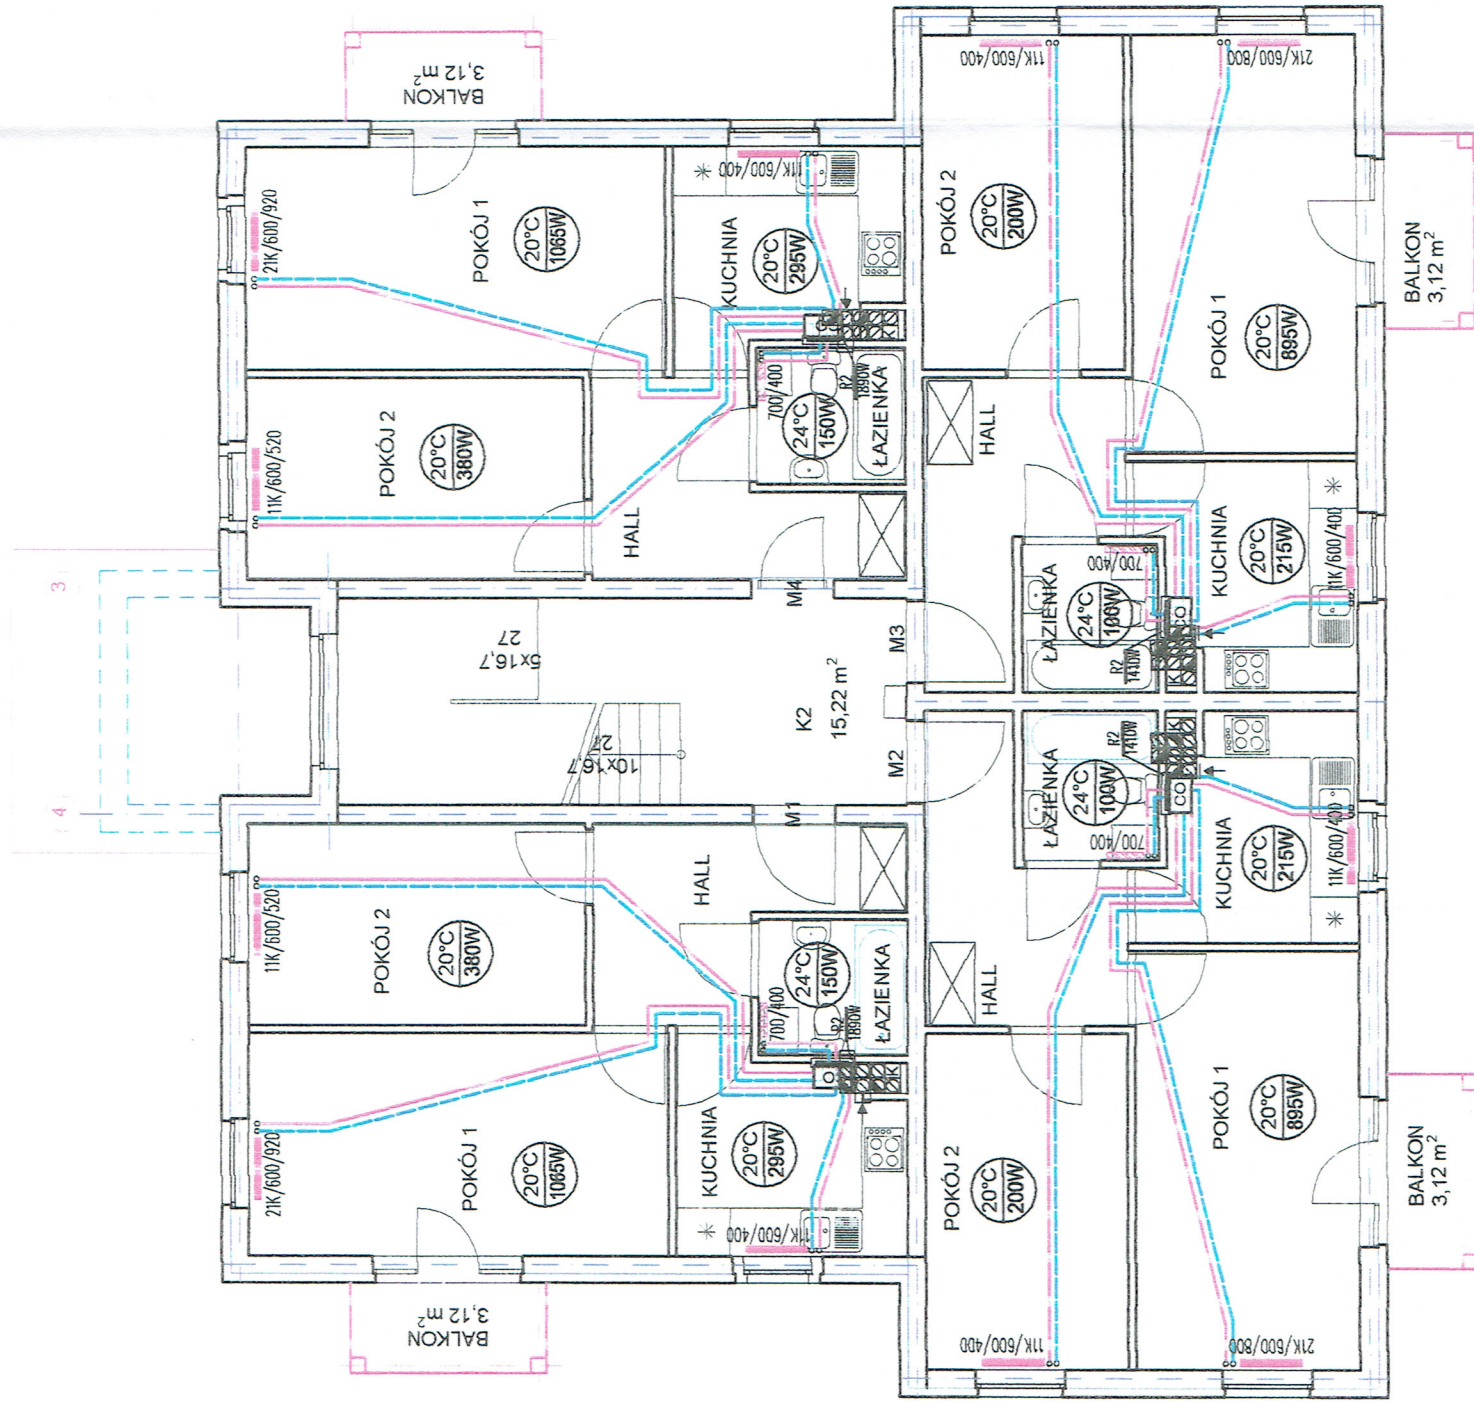 BALKON
3,12 m²
21K/600/920
POKÓJ 1
20°C
1065W
11K/600/400
KUCHNIA
20°C
295W
11K/600/520
POKÓJ 2
20°C
380W
HALL
700/400
24°C
150W
ŁAZIENKA
R2
1890W
K
11K/600/400
POKÓJ 2
20°C
200W
21K/600/800
POKÓJ 1
20°C
895W
BALKON
3,12 m²
HALL
KUCHNIA
20°C
215W
11K/600/400
ŁAZIENKA
24°C
100W
700/400
R2
1410W
CO
K
3
4
5x16,7
27
10x16,7
27
K2
15,22 m²
M4
M3
M2
M1
11K/600/520
POKÓJ 2
20°C
380W
HALL
700/400
24°C
150W
ŁAZIENKA
R2
1890W
K
21K/600/920
POKÓJ 1
20°C
1065W
KUCHNIA
20°C
295W
11K/600/400
BALKON
3,12 m²
ŁAZIENKA
24°C
100W
700/400
R2
1410W
K
CO
KUCHNIA
20°C
215W
11K/600/400
HALL
POKÓJ 2
20°C
200W
11K/600/400
POKÓJ 1
20°C
895W
21K/600/800
BALKON
3,12 m²